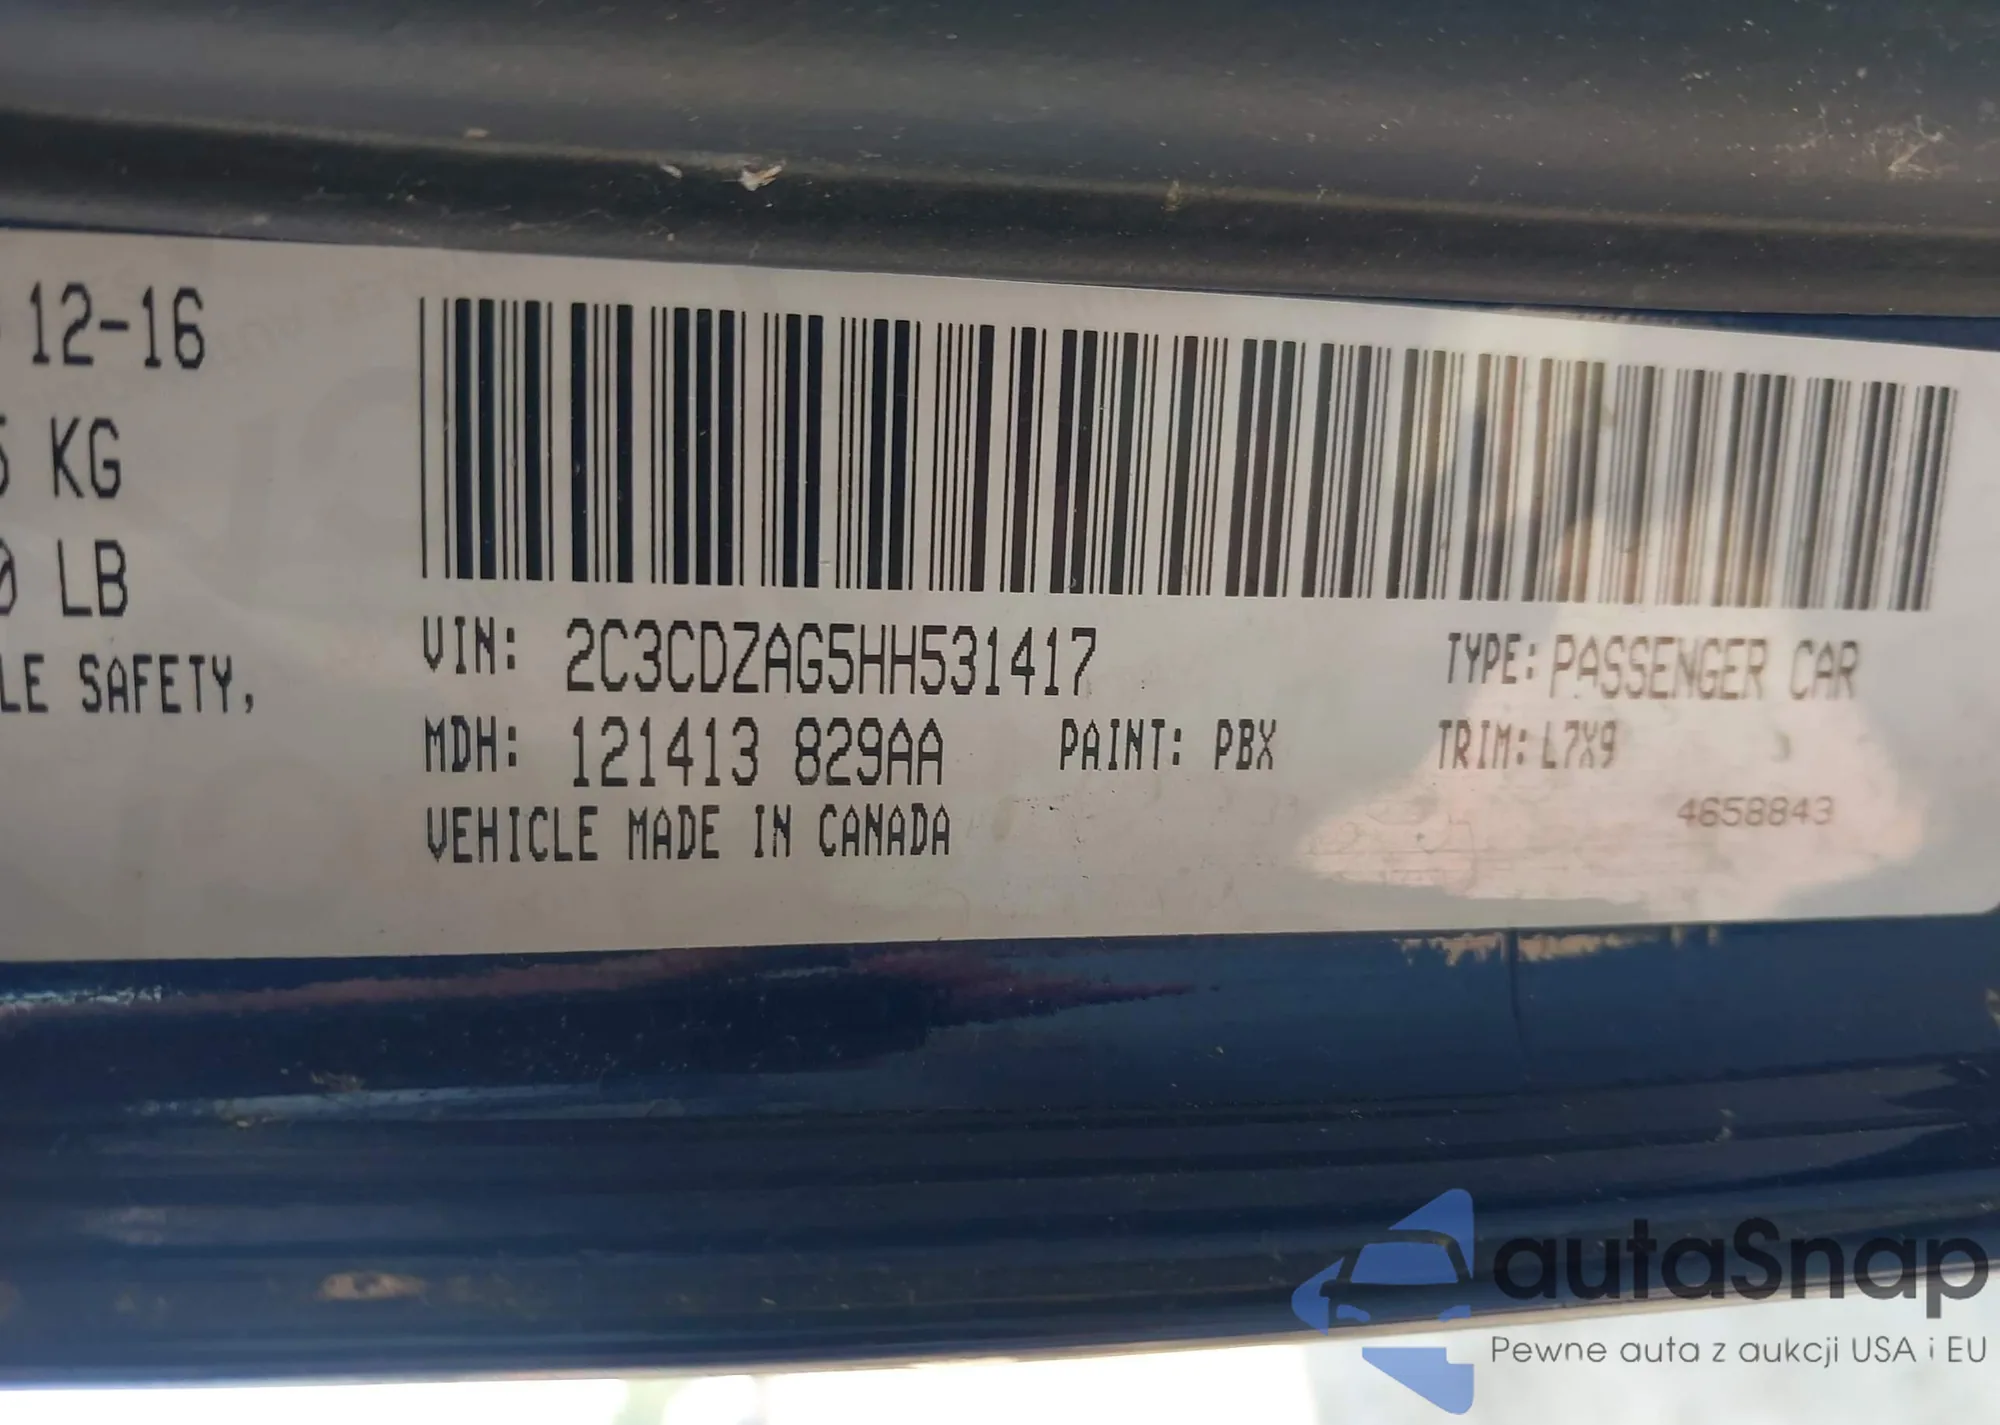 12-16
KG
LB
LE SAFETY,
VIN: 2C3CDZAG5HH531417
TYPE: PASSENGER CAR
MDH: 121413 829AA
PAINT: PBX
TRIM: L7X9
VEHICLE MADE IN CANADA
4658843
autaSnap
Pewne auta z aukcji USA i EU